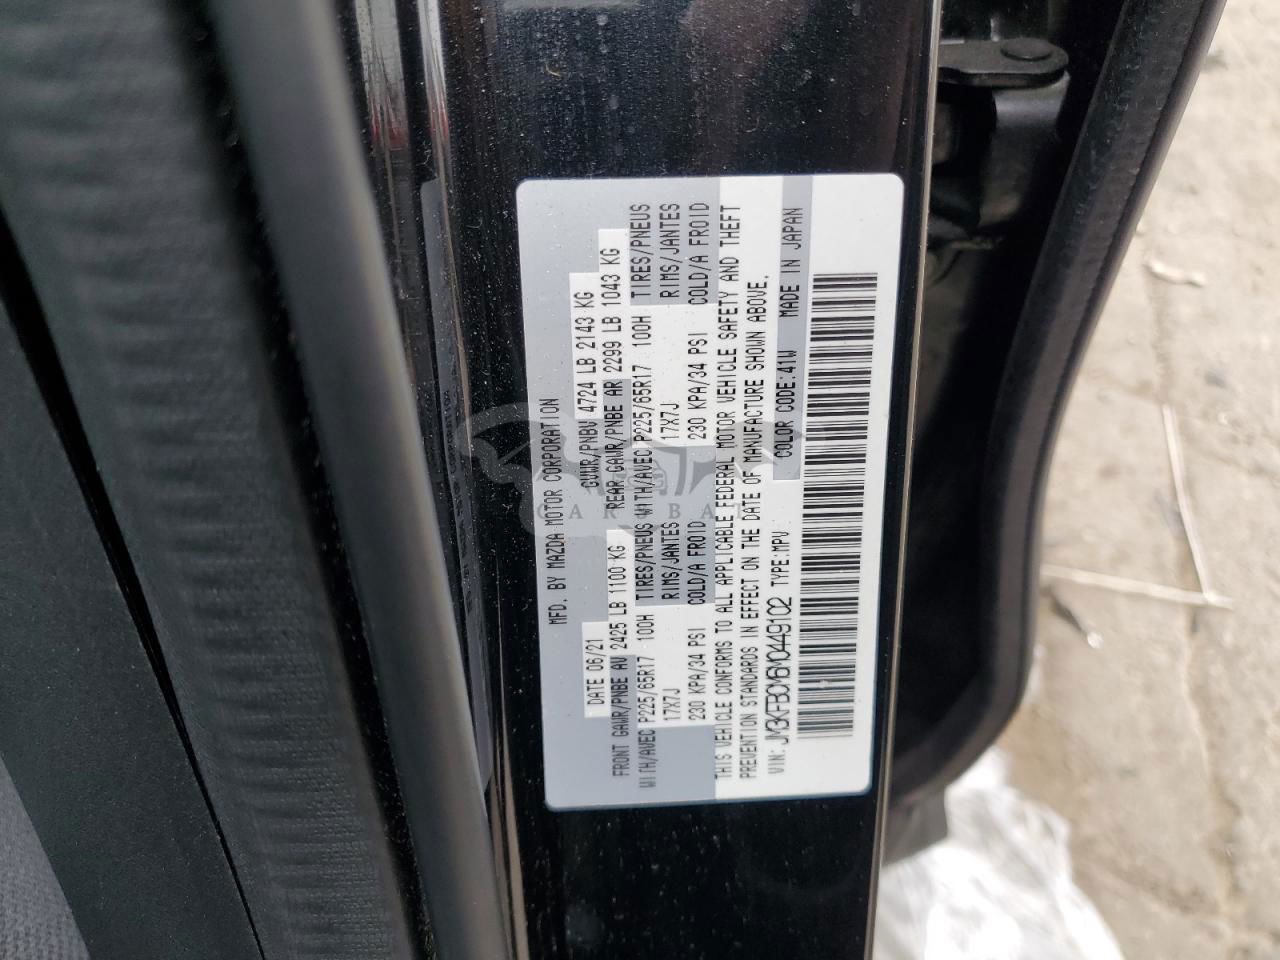 MFD. BY MAZDA MOTOR CORPORATION
DATE 06/21 GVWR/PNBV 4724 LB 2143 KG
FRONT GAWR/PNBE AV 2425 LB 1100 KG REAR GAWR/PNBE AR 2299 LB 1043 KG
WITH/AVEC P225/65R17 100H TIRES/PNEUS WITH/AVEC P225/65R17 100H TIRES/PNEUS
17X7J RIMS/JANTES 17X7J RIMS/JANTES
230 KPA/34 PSI COLD/A FROID 230 KPA/34 PSI COLD/A FROID
THIS VEHICLE CONFORMS TO ALL APPLICABLE FEDERAL MOTOR VEHICLE SAFETY AND THEFT
PREVENTION STANDARDS IN EFFECT ON THE DATE OF MANUFACTURE SHOWN ABOVE.
VIN: JM3KFBCM6M0449102 TYPE:MPV COLOR CODE:41W MADE IN JAPAN
CARSBAT